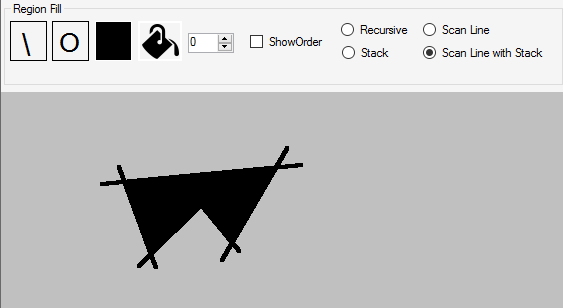 Region Fill
\ O
0
ShowOrder
Recursive
Scan Line
Stack
Scan Line with Stack